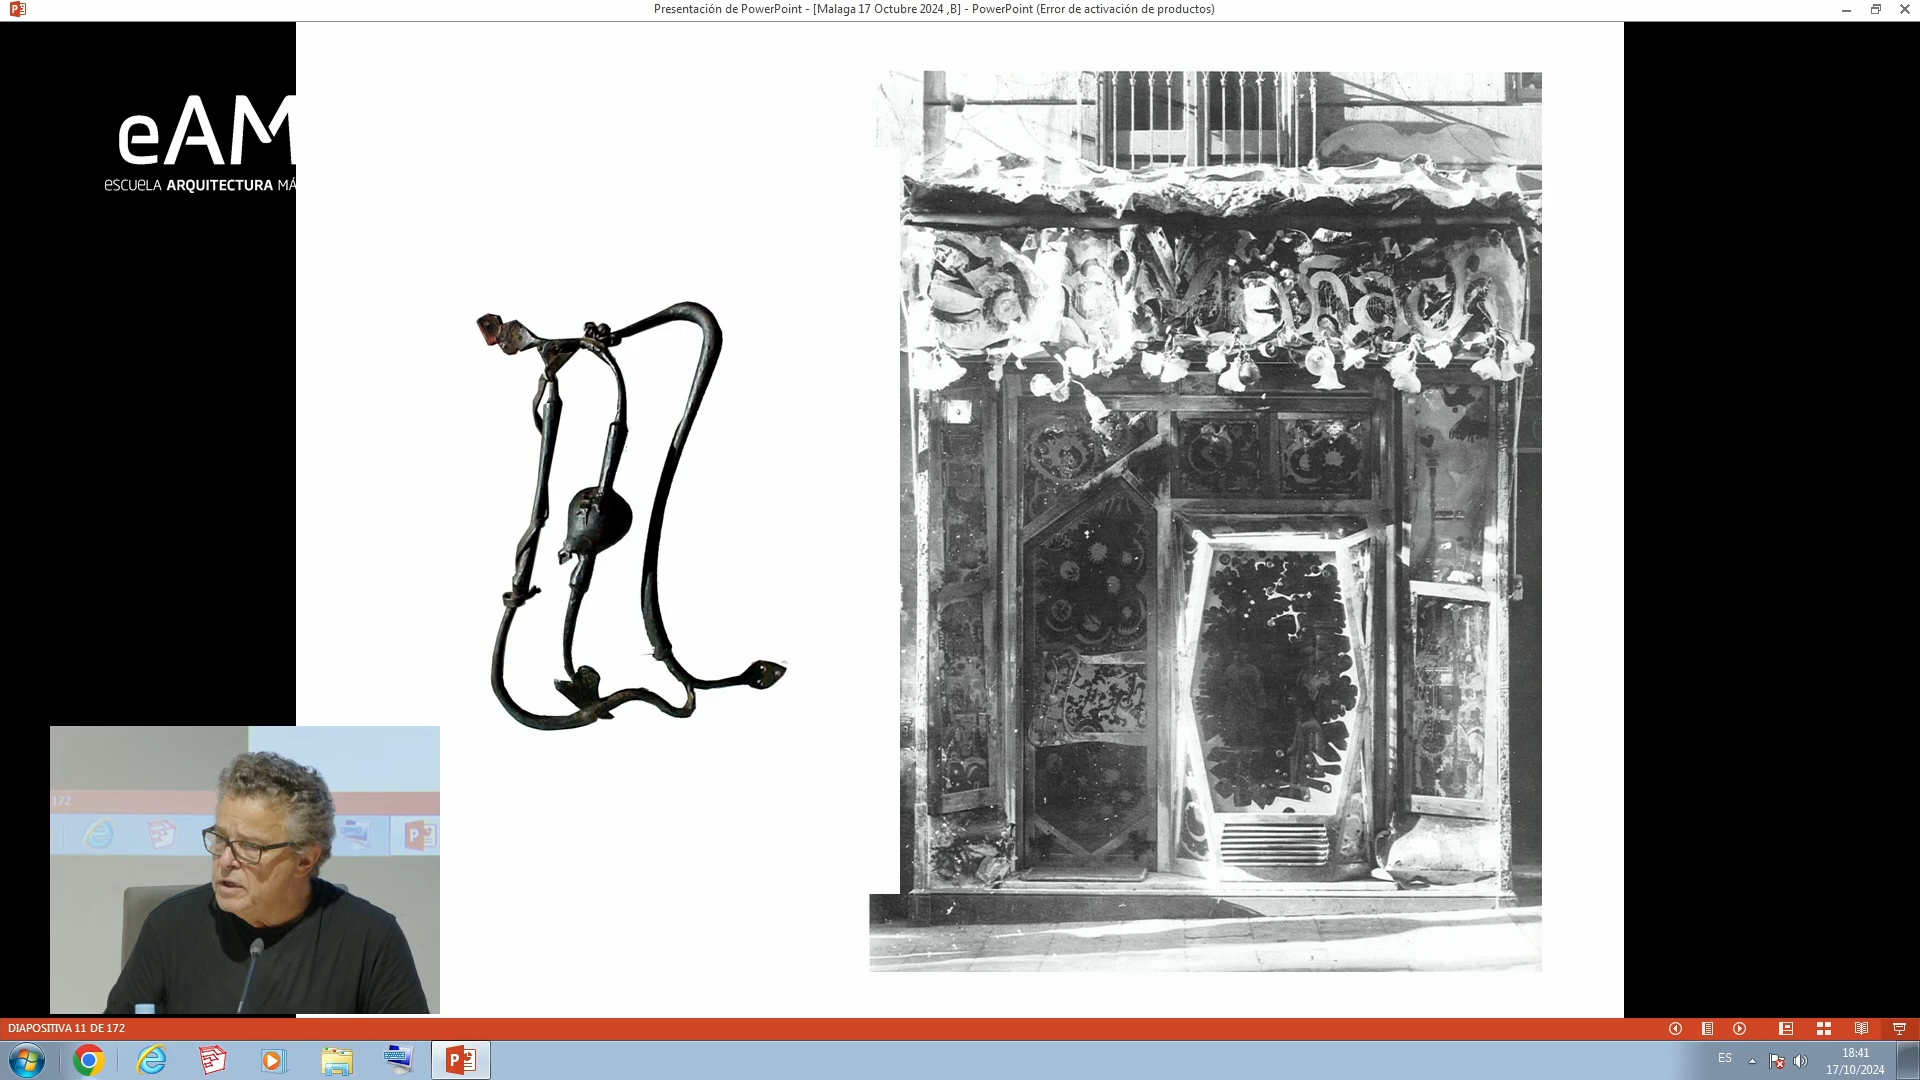 Presentación de PowerPoint - [Malaga 17 Octubre 2024 ,B] - PowerPoint (Error de activación de productos)
eAM
escuela ARQUITECTURA MÁ
172
DIAPOSITIVA 11 DE 172
ES
18:41
17/10/2024